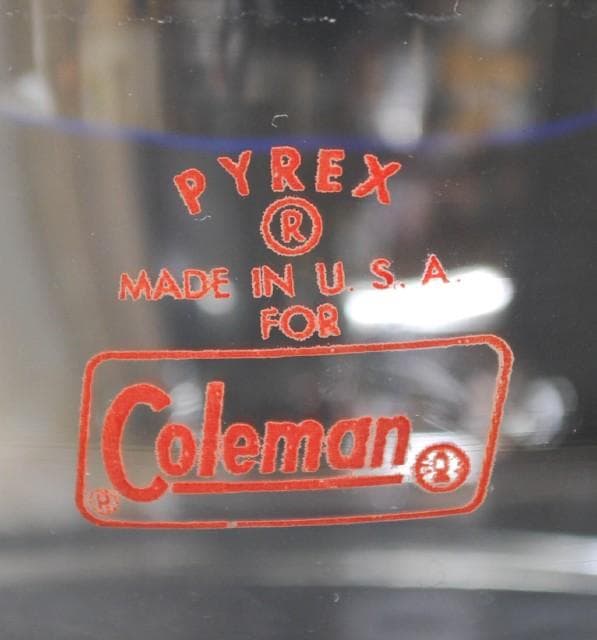 PYREX
®
MADE IN U. S. A.
FOR
Coleman